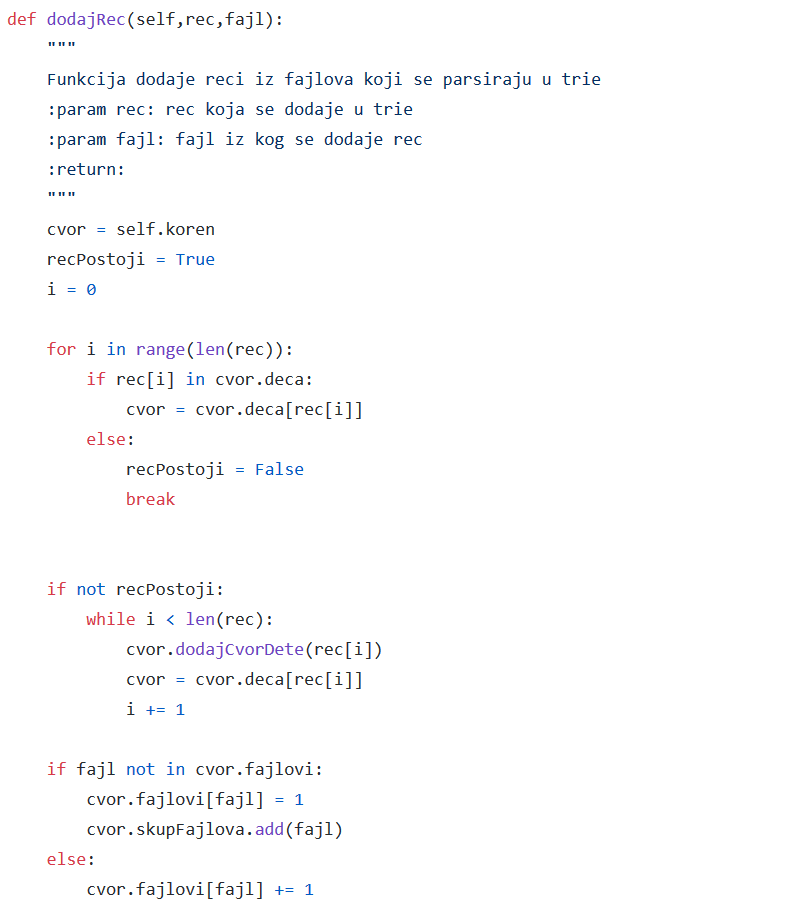 def dodajRec(self,rec,fajl):
    """
    Funkcija dodaje reci iz fajlova koji se parsiraju u trie
    :param rec: rec koja se dodaje u trie
    :param fajl: fajl iz kog se dodaje rec
    :return:
    """
    cvor = self.koren
    recPostoji = True
    i = 0

    for i in range(len(rec)):
        if rec[i] in cvor.deca:
            cvor = cvor.deca[rec[i]]
        else:
            recPostoji = False
            break


    if not recPostoji:
        while i < len(rec):
            cvor.dodajCvorDete(rec[i])
            cvor = cvor.deca[rec[i]]
            i += 1

    if fajl not in cvor.fajlovi:
        cvor.fajlovi[fajl] = 1
        cvor.skupFajlova.add(fajl)
    else:
        cvor.fajlovi[fajl] += 1